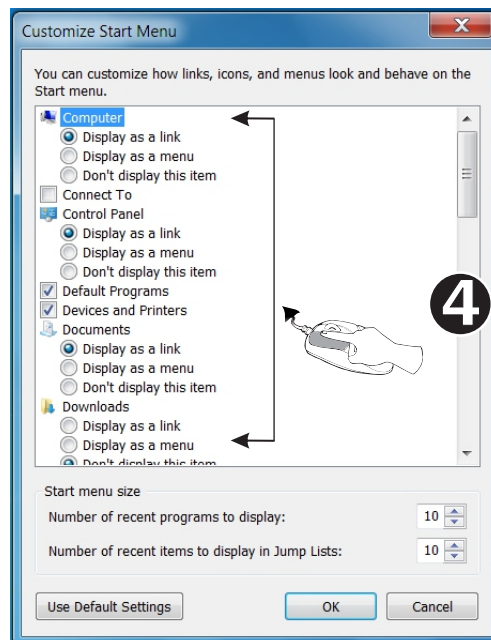 Customize Start Menu
You can customize how links, icons, and menus look and behave on the
Start menu.
Computer
Display as a link
Display as a menu
Don't display this item
Connect To
Control Panel
Display as a link
Display as a menu
Don't display this item
Default Programs
Devices and Printers
4
Documents
Display as a link
Display as a menu
Don't display this item
Downloads
Display as a link
Display as a menu
Don't display this item
Start menu size
Number of recent programs to display: 10
Number of recent items to display in Jump Lists: 10
Use Default Settings OK Cancel